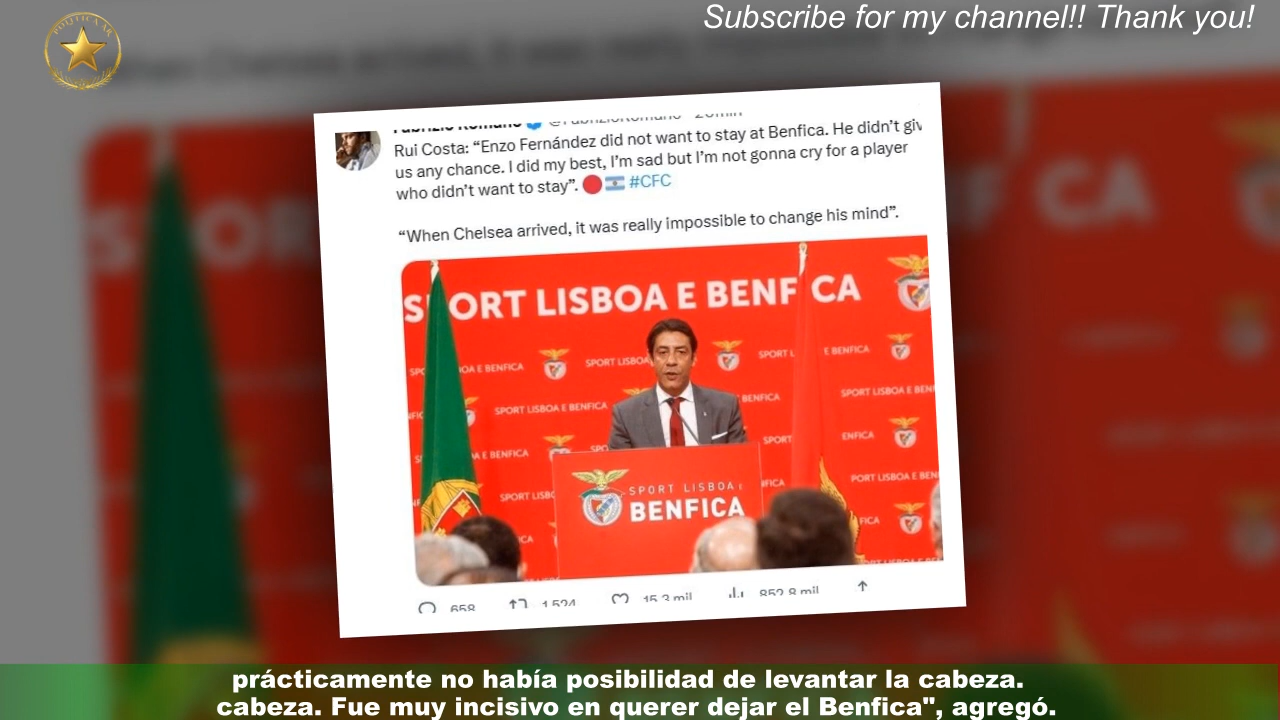 Subscribe for my channel!! Thank you!
Rui Costa: “Enzo Fernández did not want to stay at Benfica. He didn’t giv
us any chance. I did my best, I’m sad but I’m not gonna cry for a player
who didn’t want to stay”. #CFC
“When Chelsea arrived, it was really impossible to change his mind”.
SPORT LISBOA E BENFICA
SPORT LISBOA E BENFICA
SPORT LISBOA E
BENFICA
658 1.524 15,3 mil 852,8 mil
prácticamente no había posibilidad de levantar la cabeza.
cabeza. Fue muy incisivo en querer dejar el Benfica", agregó.